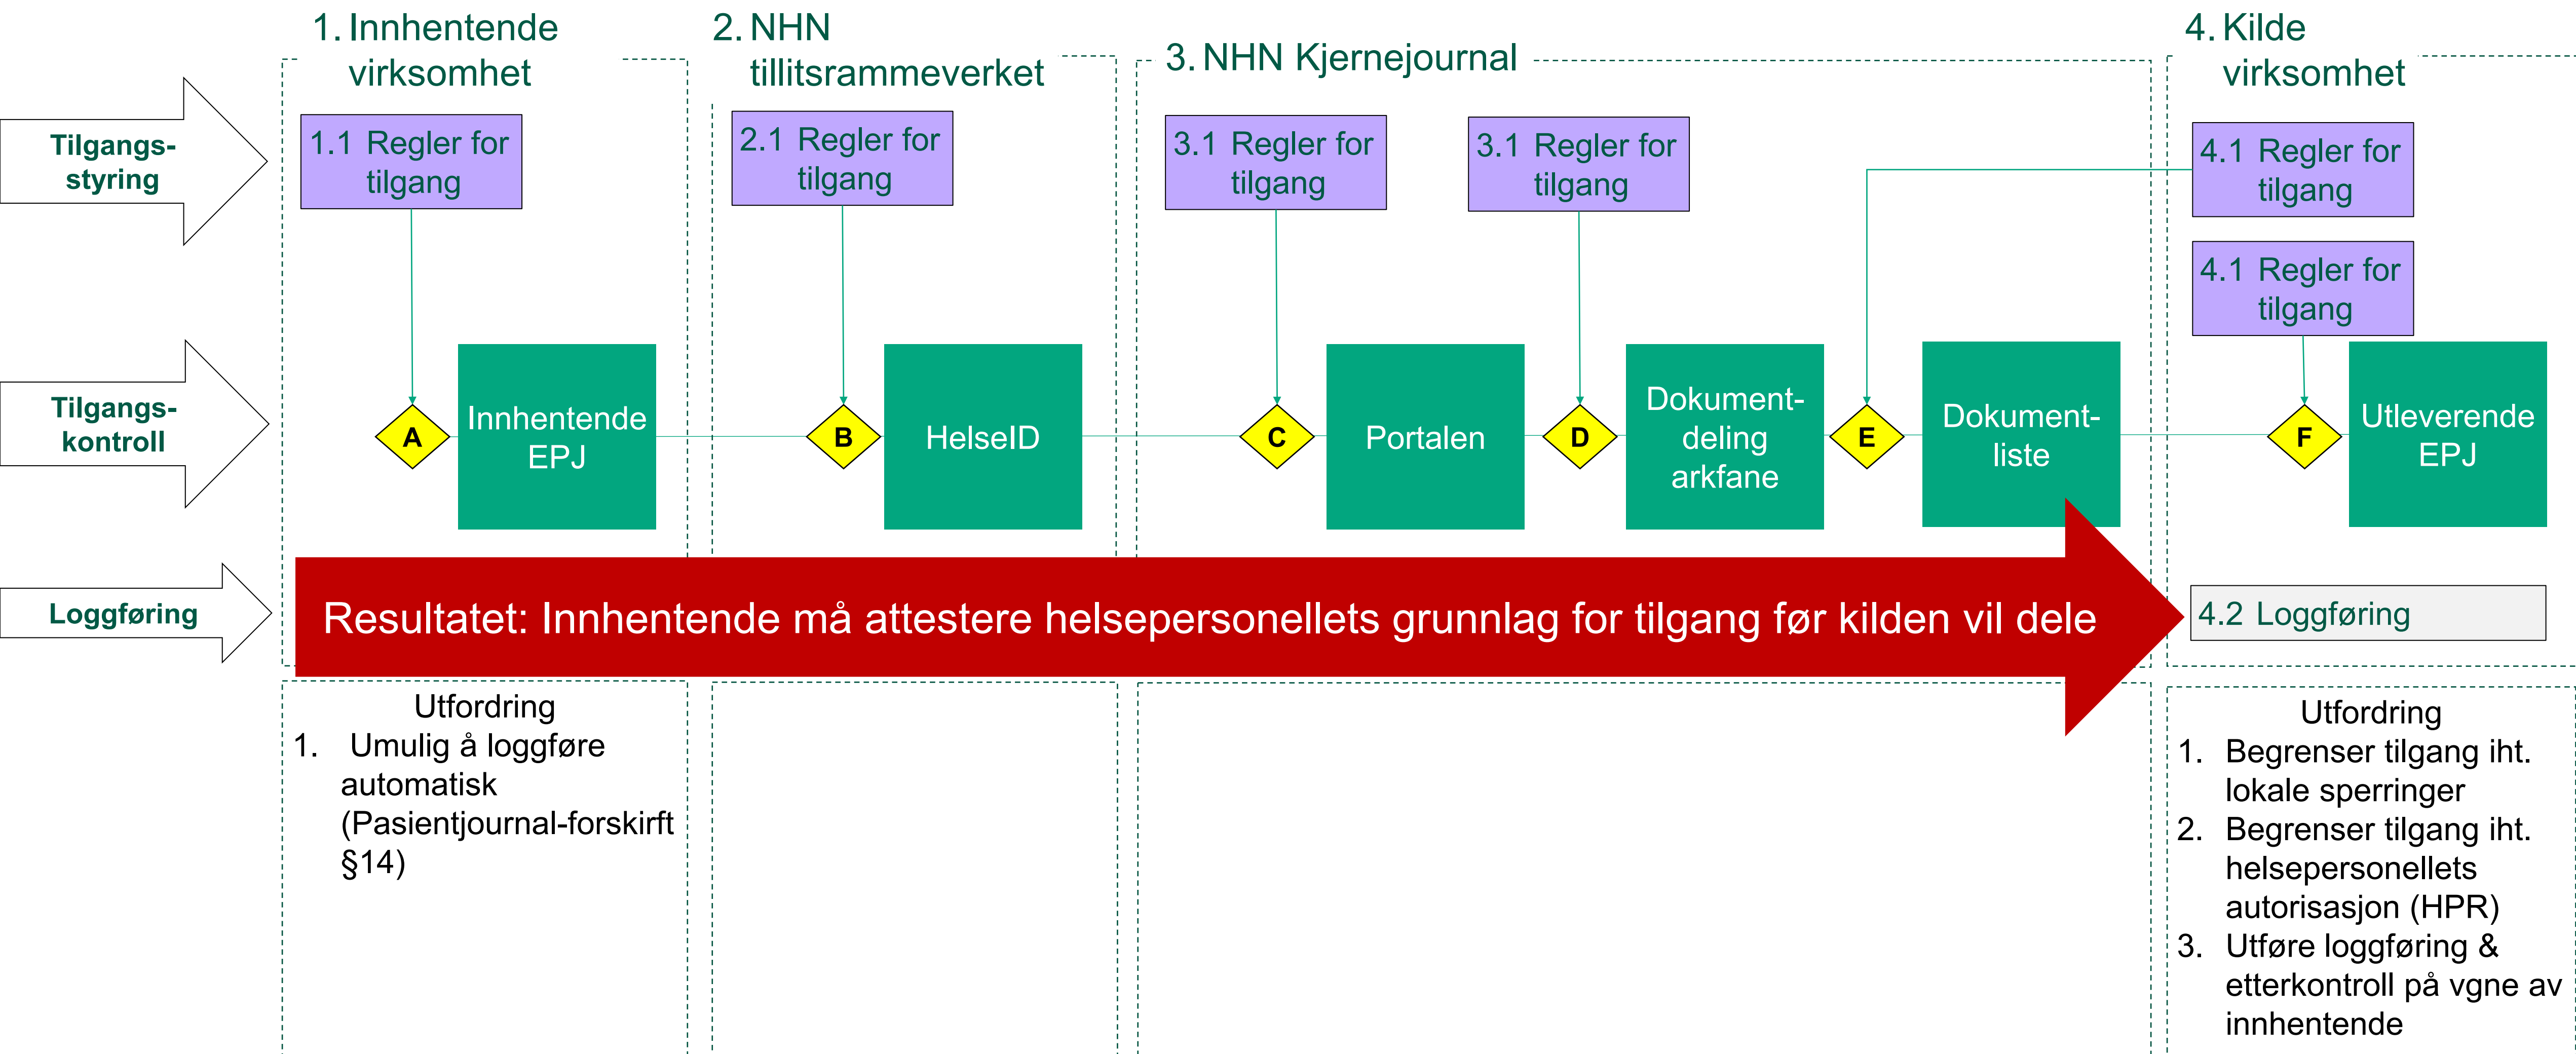 1. Innhentende
virksomhet
2. NHN
tillitsrammeverket
3. NHN Kjernejournal
4. Kilde
virksomhet
Tilgangs-
styring
1.1 Regler for
tilgang
2.1 Regler for
tilgang
3.1 Regler for
tilgang
3.1 Regler for
tilgang
4.1 Regler for
tilgang
4.1 Regler for
tilgang
Tilgangs-
kontroll
A
Innhentende
EPJ
B
HelseID
C
Portalen
D
Dokument-
deling
arkfane
E
Dokument-
liste
F
Utleverende
EPJ
Loggføring
Resultatet: Innhentende må attestere helsepersonellets grunnlag for tilgang før kilden vil dele
4.2 Loggføring
Utfordring
1. Umulig å loggføre
automatisk
(Pasientjournal-forskirft
§14)
Utfordring
1. Begrenser tilgang iht.
lokale sperringer
2. Begrenser tilgang iht.
helsepersonellets
autorisasjon (HPR)
3. Utføre loggføring &
etterkontroll på vgne av
innhentende